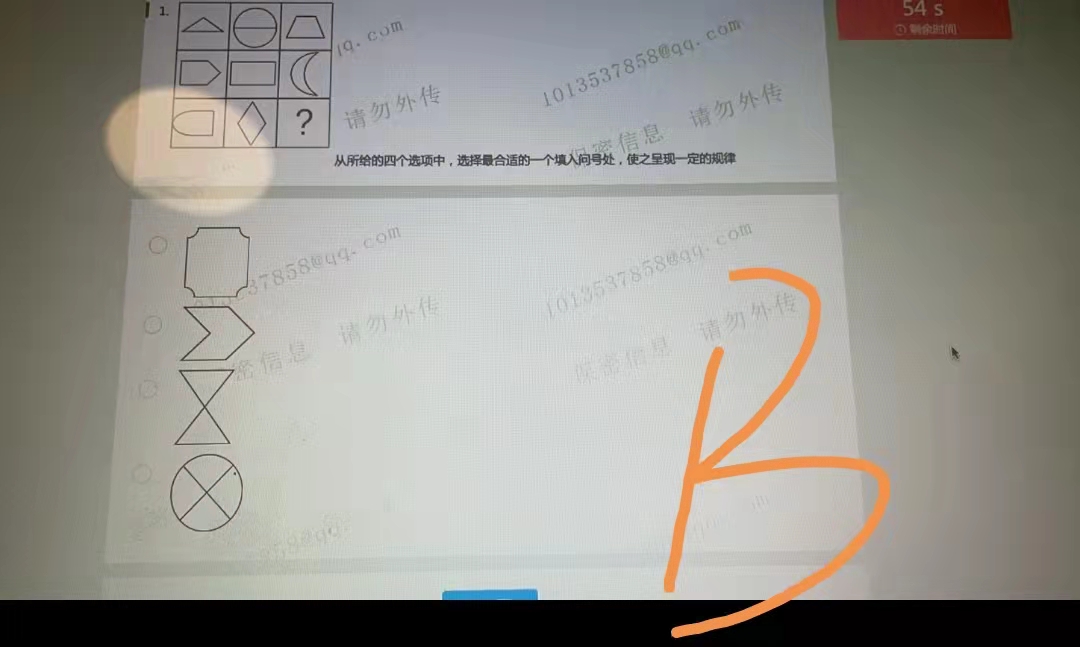 1.
54 s
剩余时间
?
qq. com
1013537858@qq. com
请勿外传
保密信息 请勿外传
从所给的四个选项中，选择最合适的一个填入问号处，使之呈现一定的规律
1013537858@qq. com
1013537858@qq. com
密信息 请勿外传
保密信息 请勿外传
B